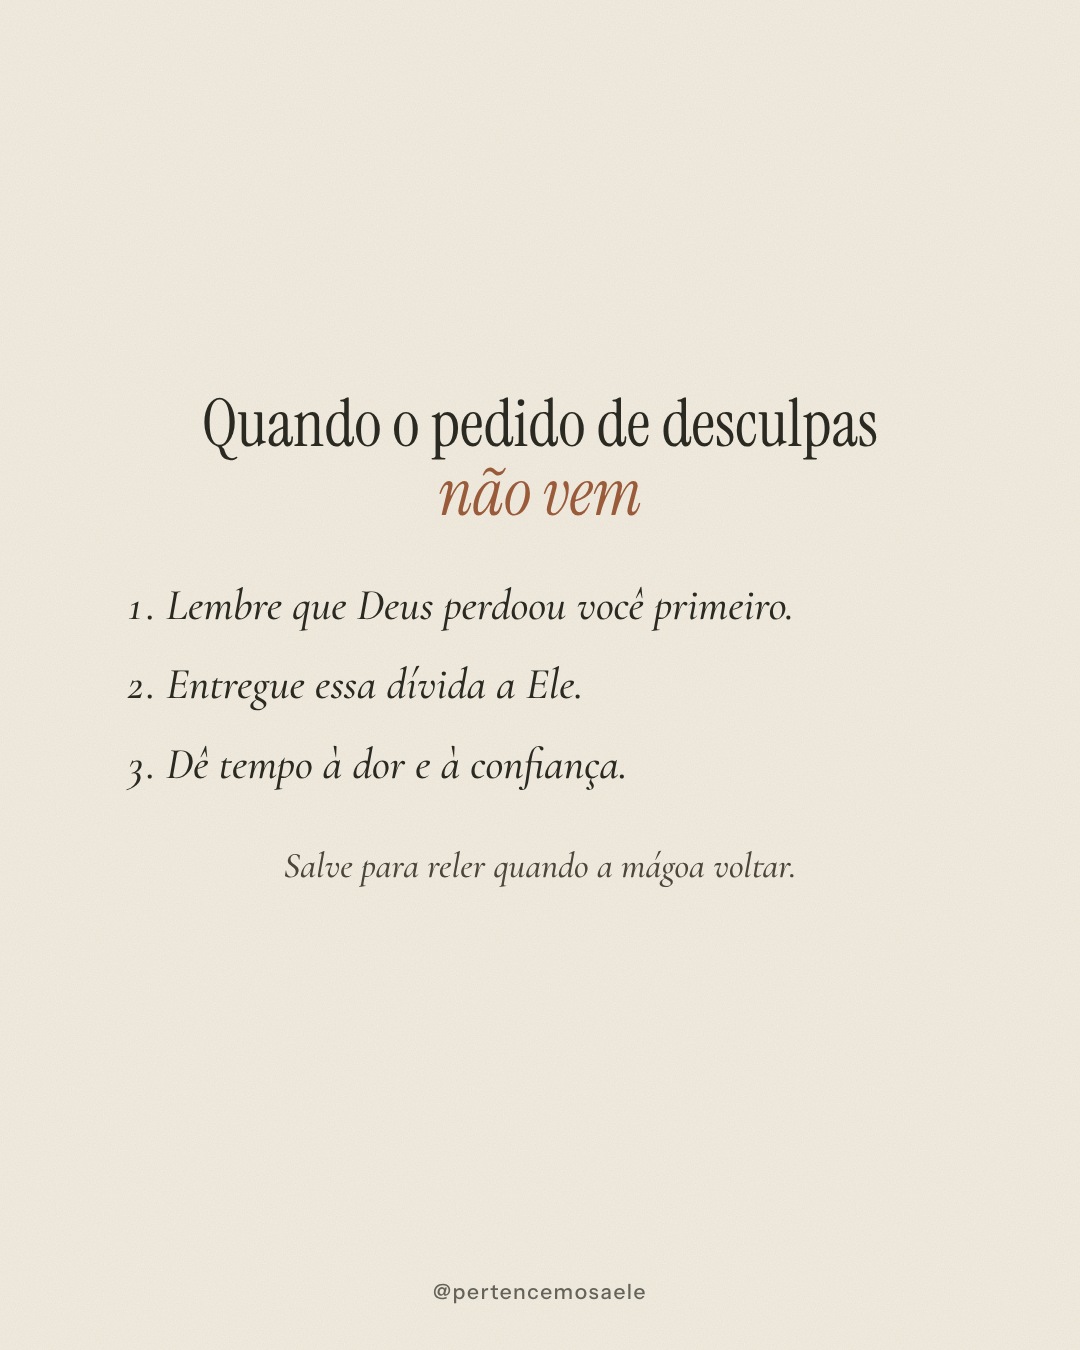 Quando o pedido de desculpas
não vem
1. Lembre que Deus perdoou você primeiro.
2. Entregue essa dívida a Ele.
3. Dê tempo à dor e à confiança.
Salve para reler quando a mágoa voltar.
@pertencemosaele